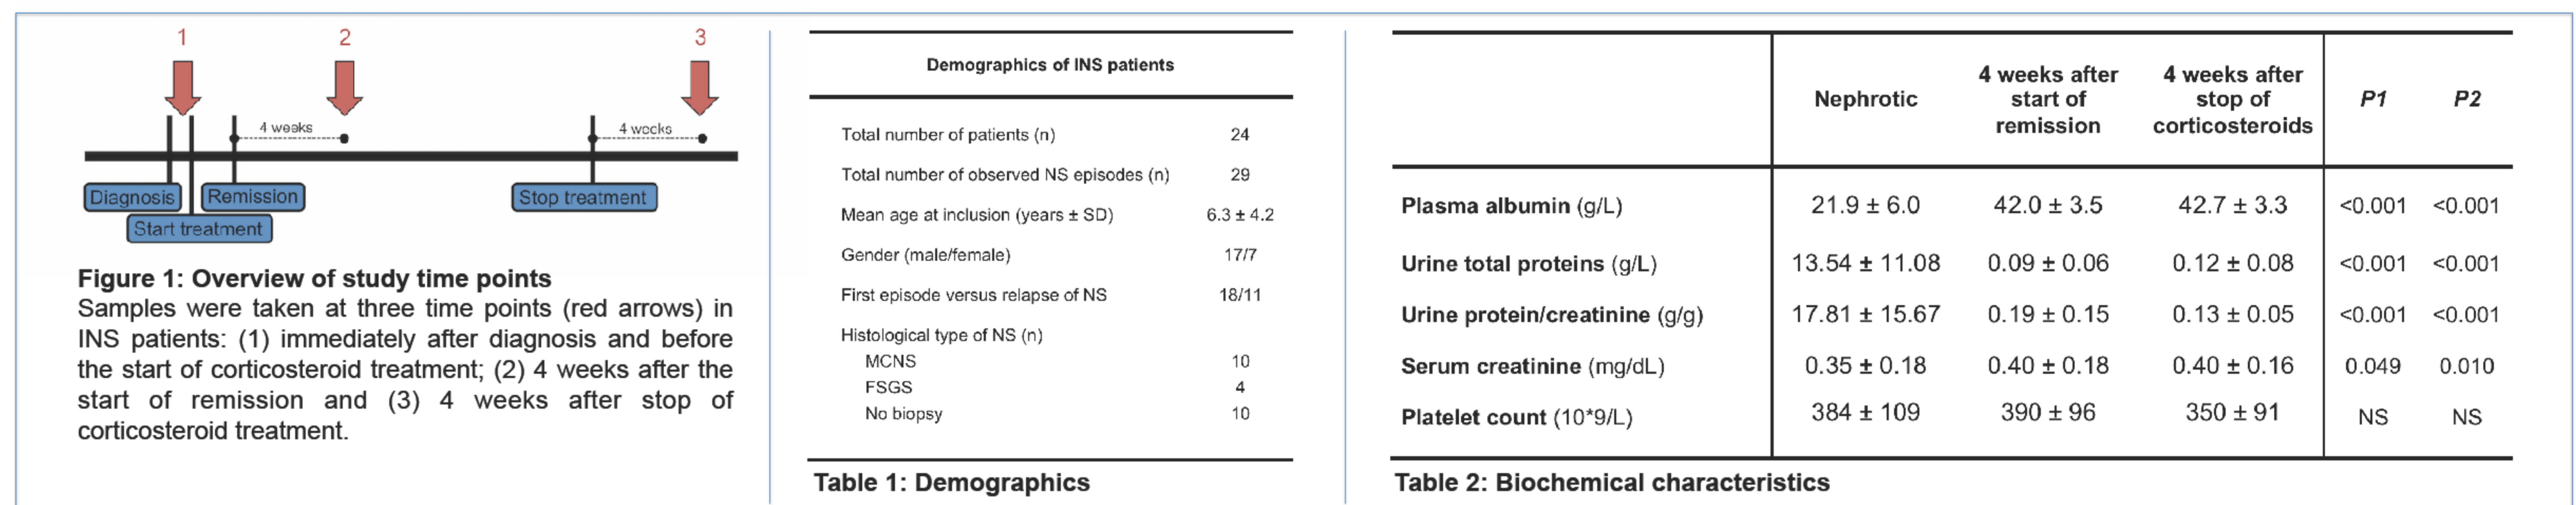 1
2
3
4 weeks
4 weeks
Diagnosis
Remission
Stop treatment
Start treatment
Figure 1: Overview of study time points
Samples were taken at three time points (red arrows) in
INS patients: (1) immediately after diagnosis and before
the start of corticosteroid treatment; (2) 4 weeks after the
start of remission and (3) 4 weeks after stop of
corticosteroid treatment.
Demographics of INS patients
Total number of patients (n) 24
Total number of observed NS episodes (n) 29
Mean age at inclusion (years ± SD) 6.3 ± 4.2
Gender (male/female) 17/7
First episode versus relapse of NS 18/11
Histological type of NS (n)
MCNS 10
FSGS 4
No biopsy 10
Table 1: Demographics
Nephrotic 4 weeks after start of remission 4 weeks after stop of corticosteroids P1 P2
Plasma albumin (g/L) 21.9 ± 6.0 42.0 ± 3.5 42.7 ± 3.3 <0.001 <0.001
Urine total proteins (g/L) 13.54 ± 11.08 0.09 ± 0.06 0.12 ± 0.08 <0.001 <0.001
Urine protein/creatinine (g/g) 17.81 ± 15.67 0.19 ± 0.15 0.13 ± 0.05 <0.001 <0.001
Serum creatinine (mg/dL) 0.35 ± 0.18 0.40 ± 0.18 0.40 ± 0.16 0.049 0.010
Platelet count (10*9/L) 384 ± 109 390 ± 96 350 ± 91 NS NS
Table 2: Biochemical characteristics